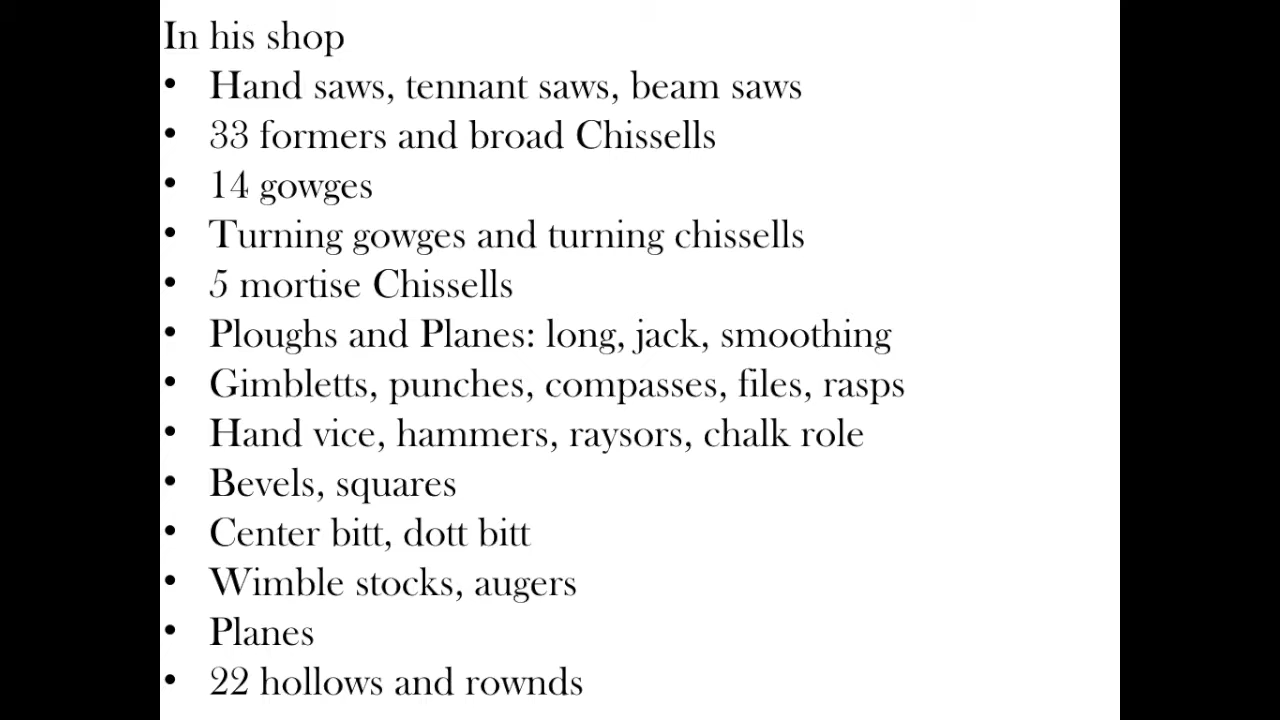 In his shop
• Hand saws, tennant saws, beam saws
• 33 formers and broad Chissells
• 14 gowges
• Turning gowges and turning chissells
• 5 mortise Chissells
• Ploughs and Planes: long, jack, smoothing
• Gimbletts, punches, compasses, files, rasps
• Hand vice, hammers, raysors, chalk role
• Bevels, squares
• Center bitt, dott bitt
• Wimble stocks, augers
• Planes
• 22 hollows and rownds